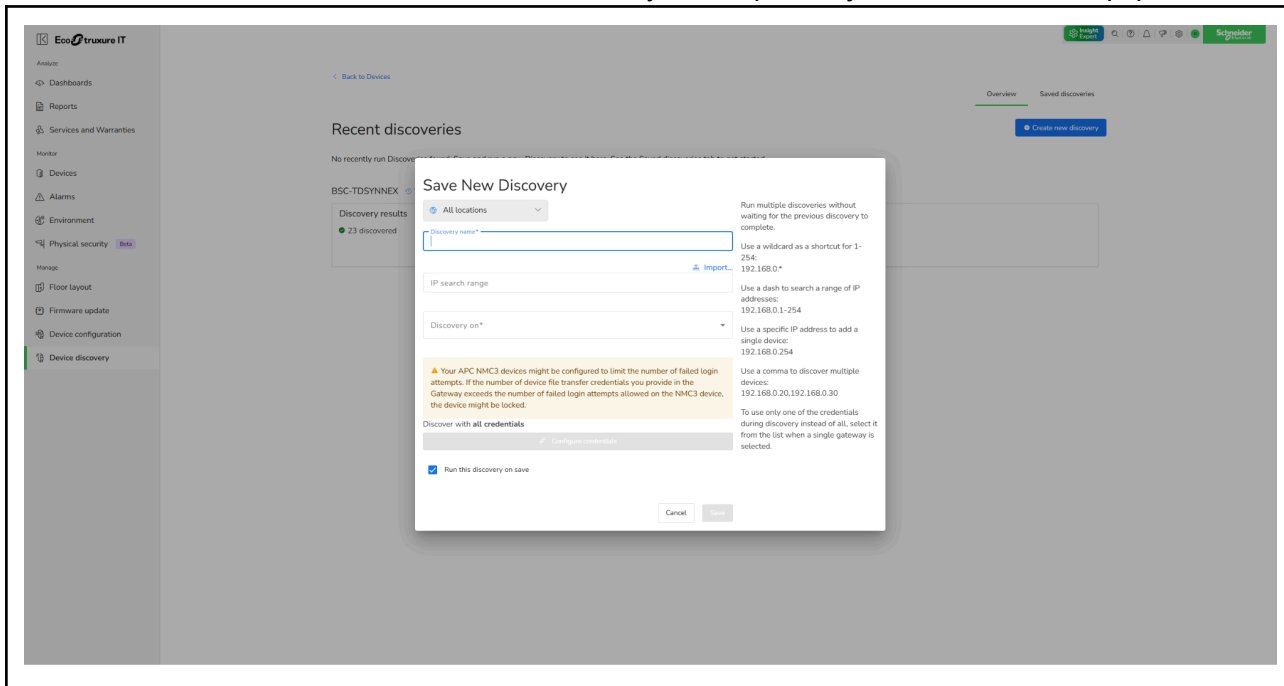 EcoStruxure IT
Insight Expert
Schneider Electric
Analyze
Dashboards
Reports
Services and Warranties
Monitor
Devices
Alarms
Environment
Physical security Beta
Manage
Floor layout
Firmware update
Device configuration
Device discovery
Back to Devices
Overview
Saved discoveries
Recent discoveries
Create new discovery
No recently run Discove
BSC-TDSYNNEX
Discovery results
23 discovered
Save New Discovery
All locations
Discovery name*
Import...
IP search range
Discovery on*
Your APC NMC3 devices might be configured to limit the number of failed login
attempts. If the number of device file transfer credentials you provide in the
Gateway exceeds the number of failed login attempts allowed on the NMC3 device,
the device might be locked.
Discover with all credentials
Configure credentials
Run this discovery on save
Cancel
Save
Run multiple discoveries without
waiting for the previous discovery to
complete.
Use a wildcard as a shortcut for 1-
254:
192.168.0.*
Use a dash to search a range of IP
addresses:
192.168.0.1-254
Use a specific IP address to add a
single device:
192.168.0.254
Use a comma to discover multiple
devices:
192.168.0.20,192.168.0.30
To use only one of the credentials
during discovery instead of all, select it
from the list when a single gateway is
selected.